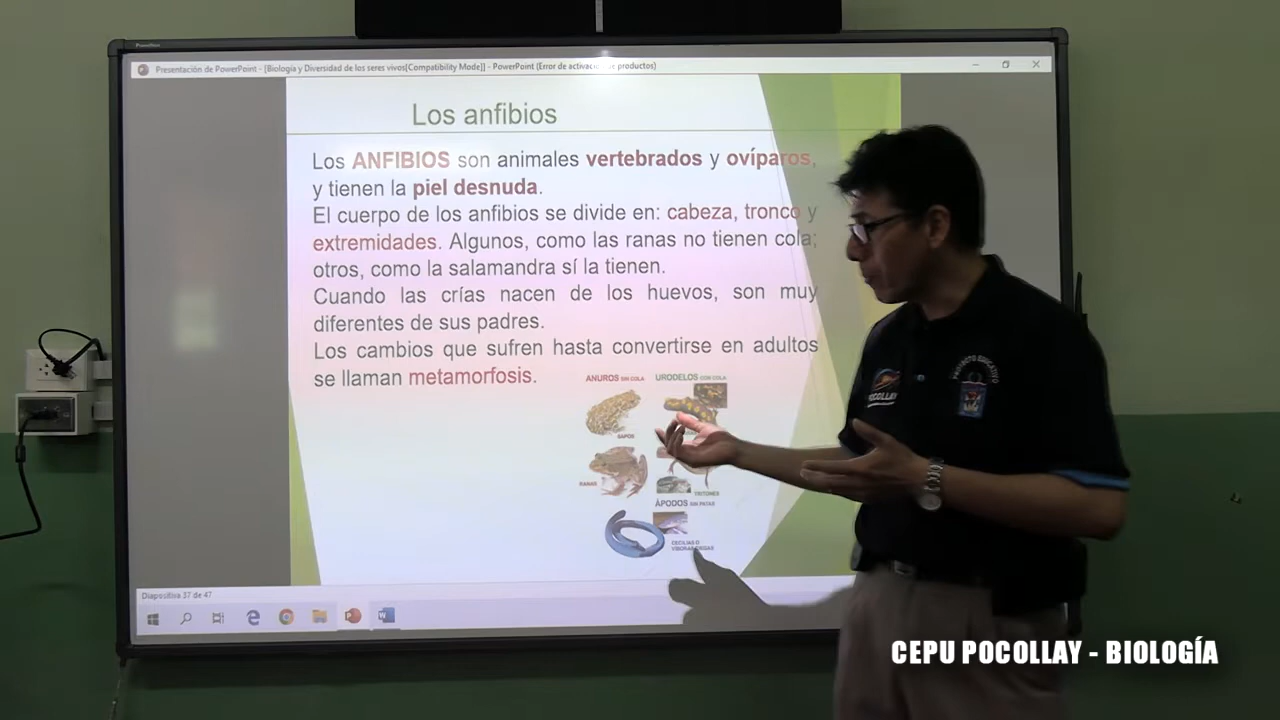 Presentación de PowerPoint - [Biología y Diversidad de los seres vivos[Compatibility Mode]] - PowerPoint (Error de activación de productos)
Los anfibios
Los ANFIBIOS son animales vertebrados y ovíparos,
y tienen la piel desnuda.
El cuerpo de los anfibios se divide en: cabeza, tronco y
extremidades. Algunos, como las ranas no tienen cola;
otros, como la salamandra sí la tienen.
Cuando las crías nacen de los huevos, son muy
diferentes de sus padres.
Los cambios que sufren hasta convertirse en adultos
se llaman metamorfosis.
ANUROS SIN COLA
URODELOS CON COLA
SAPOS
RANAS
TRITONES
ÁPODOS SIN PATAS
CECILIAS O
Diapositiva 37 de 47
POCOLLAY
PROYECTO EDUCATIVO
CEPU POCOLLAY - BIOLOGÍA